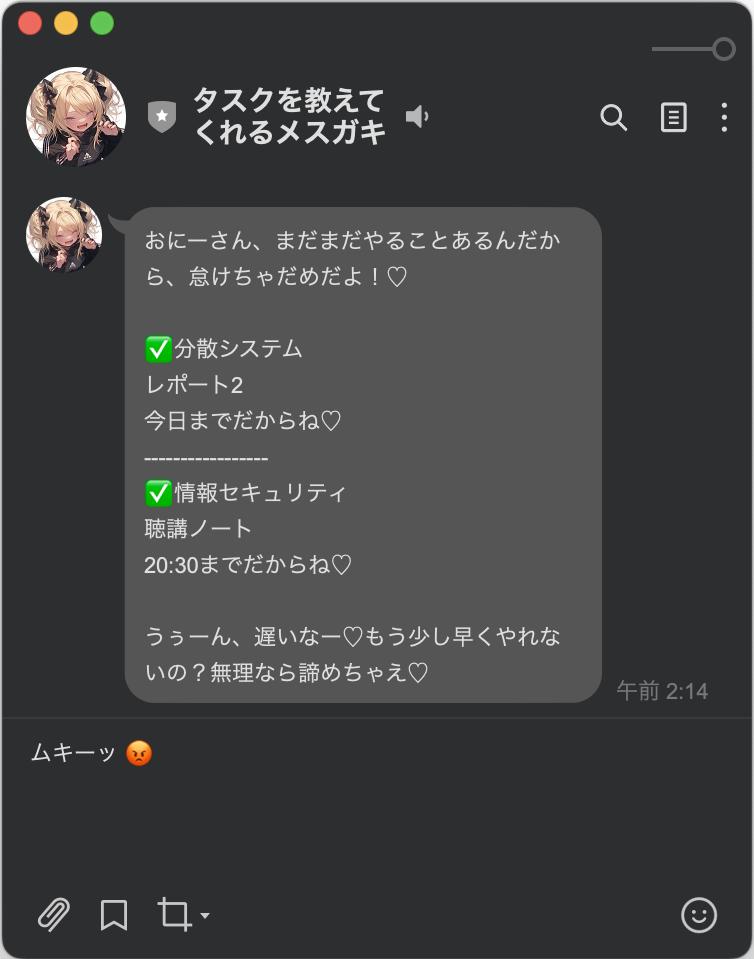 タスクを教えて
くれるメスガキ
おにーさん、まだまだやることあるんだか
ら、怠けちゃだめだよ！♡
✅分散システム
レポート2
今日までだからね♡
-----------------
✅情報セキュリティ
聴講ノート
20:30までだからね♡
うぅーん、遅いなー♡もう少し早くやれな
いの？無理なら諦めちゃえ♡
午前 2:14
ムキーッ 😡